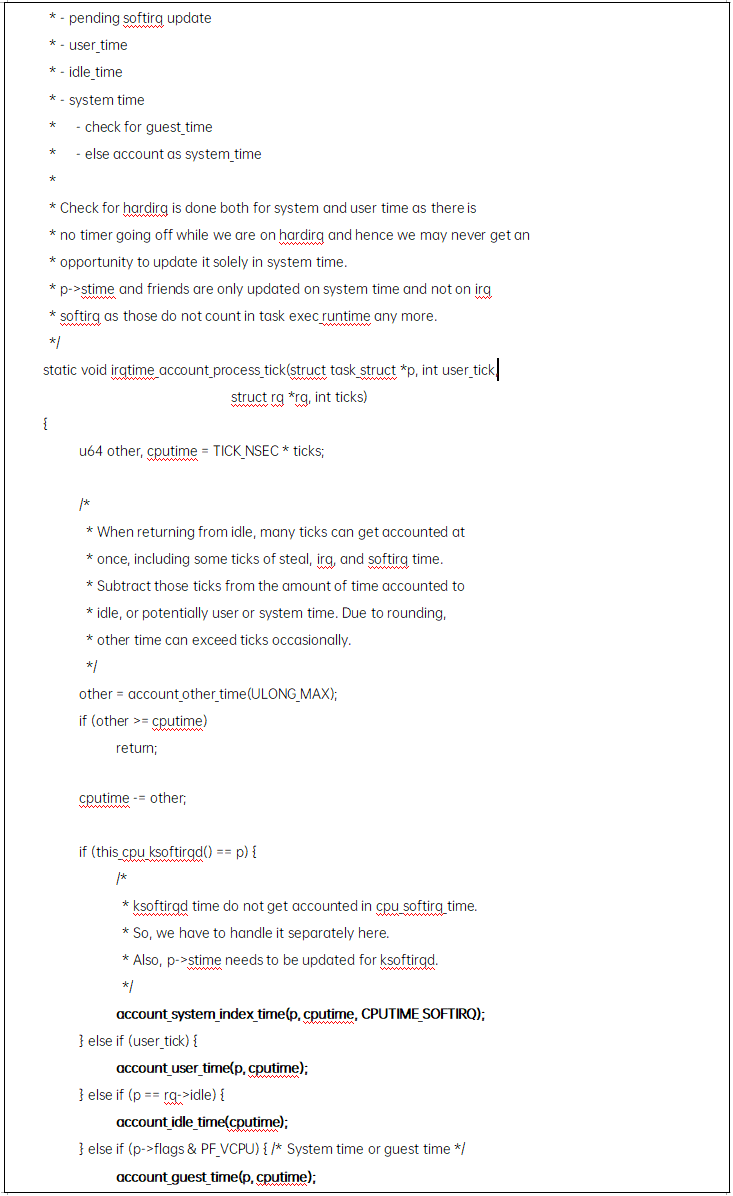 * - pending softirq update
* - user_time
* - idle_time
* - system time
*     - check for guest_time
*     - else account as system_time
*
* Check for hardirq is done both for system and user time as there is
* no timer going off while we are on hardirq and hence we may never get an
* opportunity to update it solely in system time.
* p->stime and friends are only updated on system time and not on irq
* softirq as those do not count in task exec_runtime any more.
*/
static void irqtime_account_process_tick(struct task_struct *p, int user_tick,
struct rq *rq, int ticks)
{
u64 other, cputime = TICK_NSEC * ticks;
/*
* When returning from idle, many ticks can get accounted at
* once, including some ticks of steal, irq, and softirq time.
* Subtract those ticks from the amount of time accounted to
* idle, or potentially user or system time. Due to rounding,
* other time can exceed ticks occasionally.
*/
other = account_other_time(ULONG_MAX);
if (other >= cputime)
return;
cputime -= other;
if (this_cpu_ksoftirqd() == p) {
/*
* ksoftirqd time do not get accounted in cpu_softirq_time.
* So, we have to handle it separately here.
* Also, p->stime needs to be updated for ksoftirqd.
*/
account_system_index_time(p, cputime, CPUTIME_SOFTIRQ);
} else if (user_tick) {
account_user_time(p, cputime);
} else if (p == rq->idle) {
account_idle_time(cputime);
} else if (p->flags & PF_VCPU) { /* System time or guest time */
account_guest_time(p, cputime);